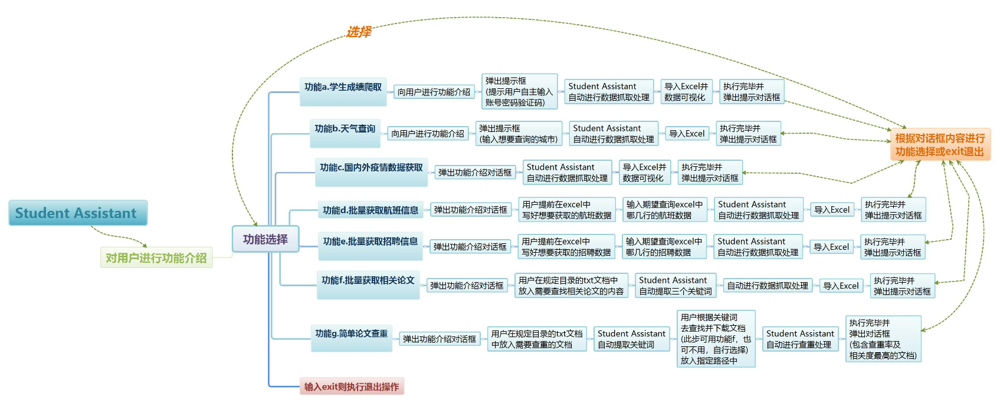 选择
功能a.学生成绩爬取
向用户进行功能介绍
弹出提示框
(提示用户自主输入
账号密码验证码)
Student Assistant
自动进行数据抓取处理
导入Excel并
数据可视化
执行完毕并
弹出提示对话框
功能b.天气查询
向用户进行功能介绍
弹出提示框
(输入想要查询的城市)
Student Assistant
自动进行数据抓取处理
导入Excel
执行完毕并
弹出提示对话框
根据对话框内容进行
功能选择或exit退出
功能c.国内外疫情数据获取
弹出功能介绍对话框
Student Assistant
自动进行数据抓取处理
导入Excel并
数据可视化
执行完毕并
弹出提示对话框
Student Assistant
对用户进行功能介绍
功能选择
功能d.批量获取航班信息
弹出功能介绍对话框
用户提前在excel中
写好想要获取的航班数据
输入期望查询excel中
哪几行的航班数据
Student Assistant
自动进行数据抓取处理
导入Excel
执行完毕并
弹出提示对话框
功能e.批量获取招聘信息
弹出功能介绍对话框
用户提前在excel中
写好想要获取的招聘数据
输入期望查询excel中
哪几行的招聘数据
Student Assistant
自动进行数据抓取处理
导入Excel
执行完毕并
弹出提示对话框
功能f.批量获取相关论文
弹出功能介绍对话框
用户在规定目录的txt文档中
放入需要查找相关论文的内容
Student Assistant
自动提取三个关键词
自动进行数据抓取处理
导入Excel
执行完毕并
弹出提示对话框
功能g.简单论文查重
弹出功能介绍对话框
用户在规定目录的txt文档
中放入需要查重的文档
Student Assistant
自动提取关键词
用户根据关键词
去查找并下载文档
(此步可用功能f，也
可不用，自行选择)
放入指定路径中
Student Assistant
自动进行查重处理
执行完毕并
弹出对话框
(包含查重率及
相关度最高的文档)
输入exit则执行退出操作